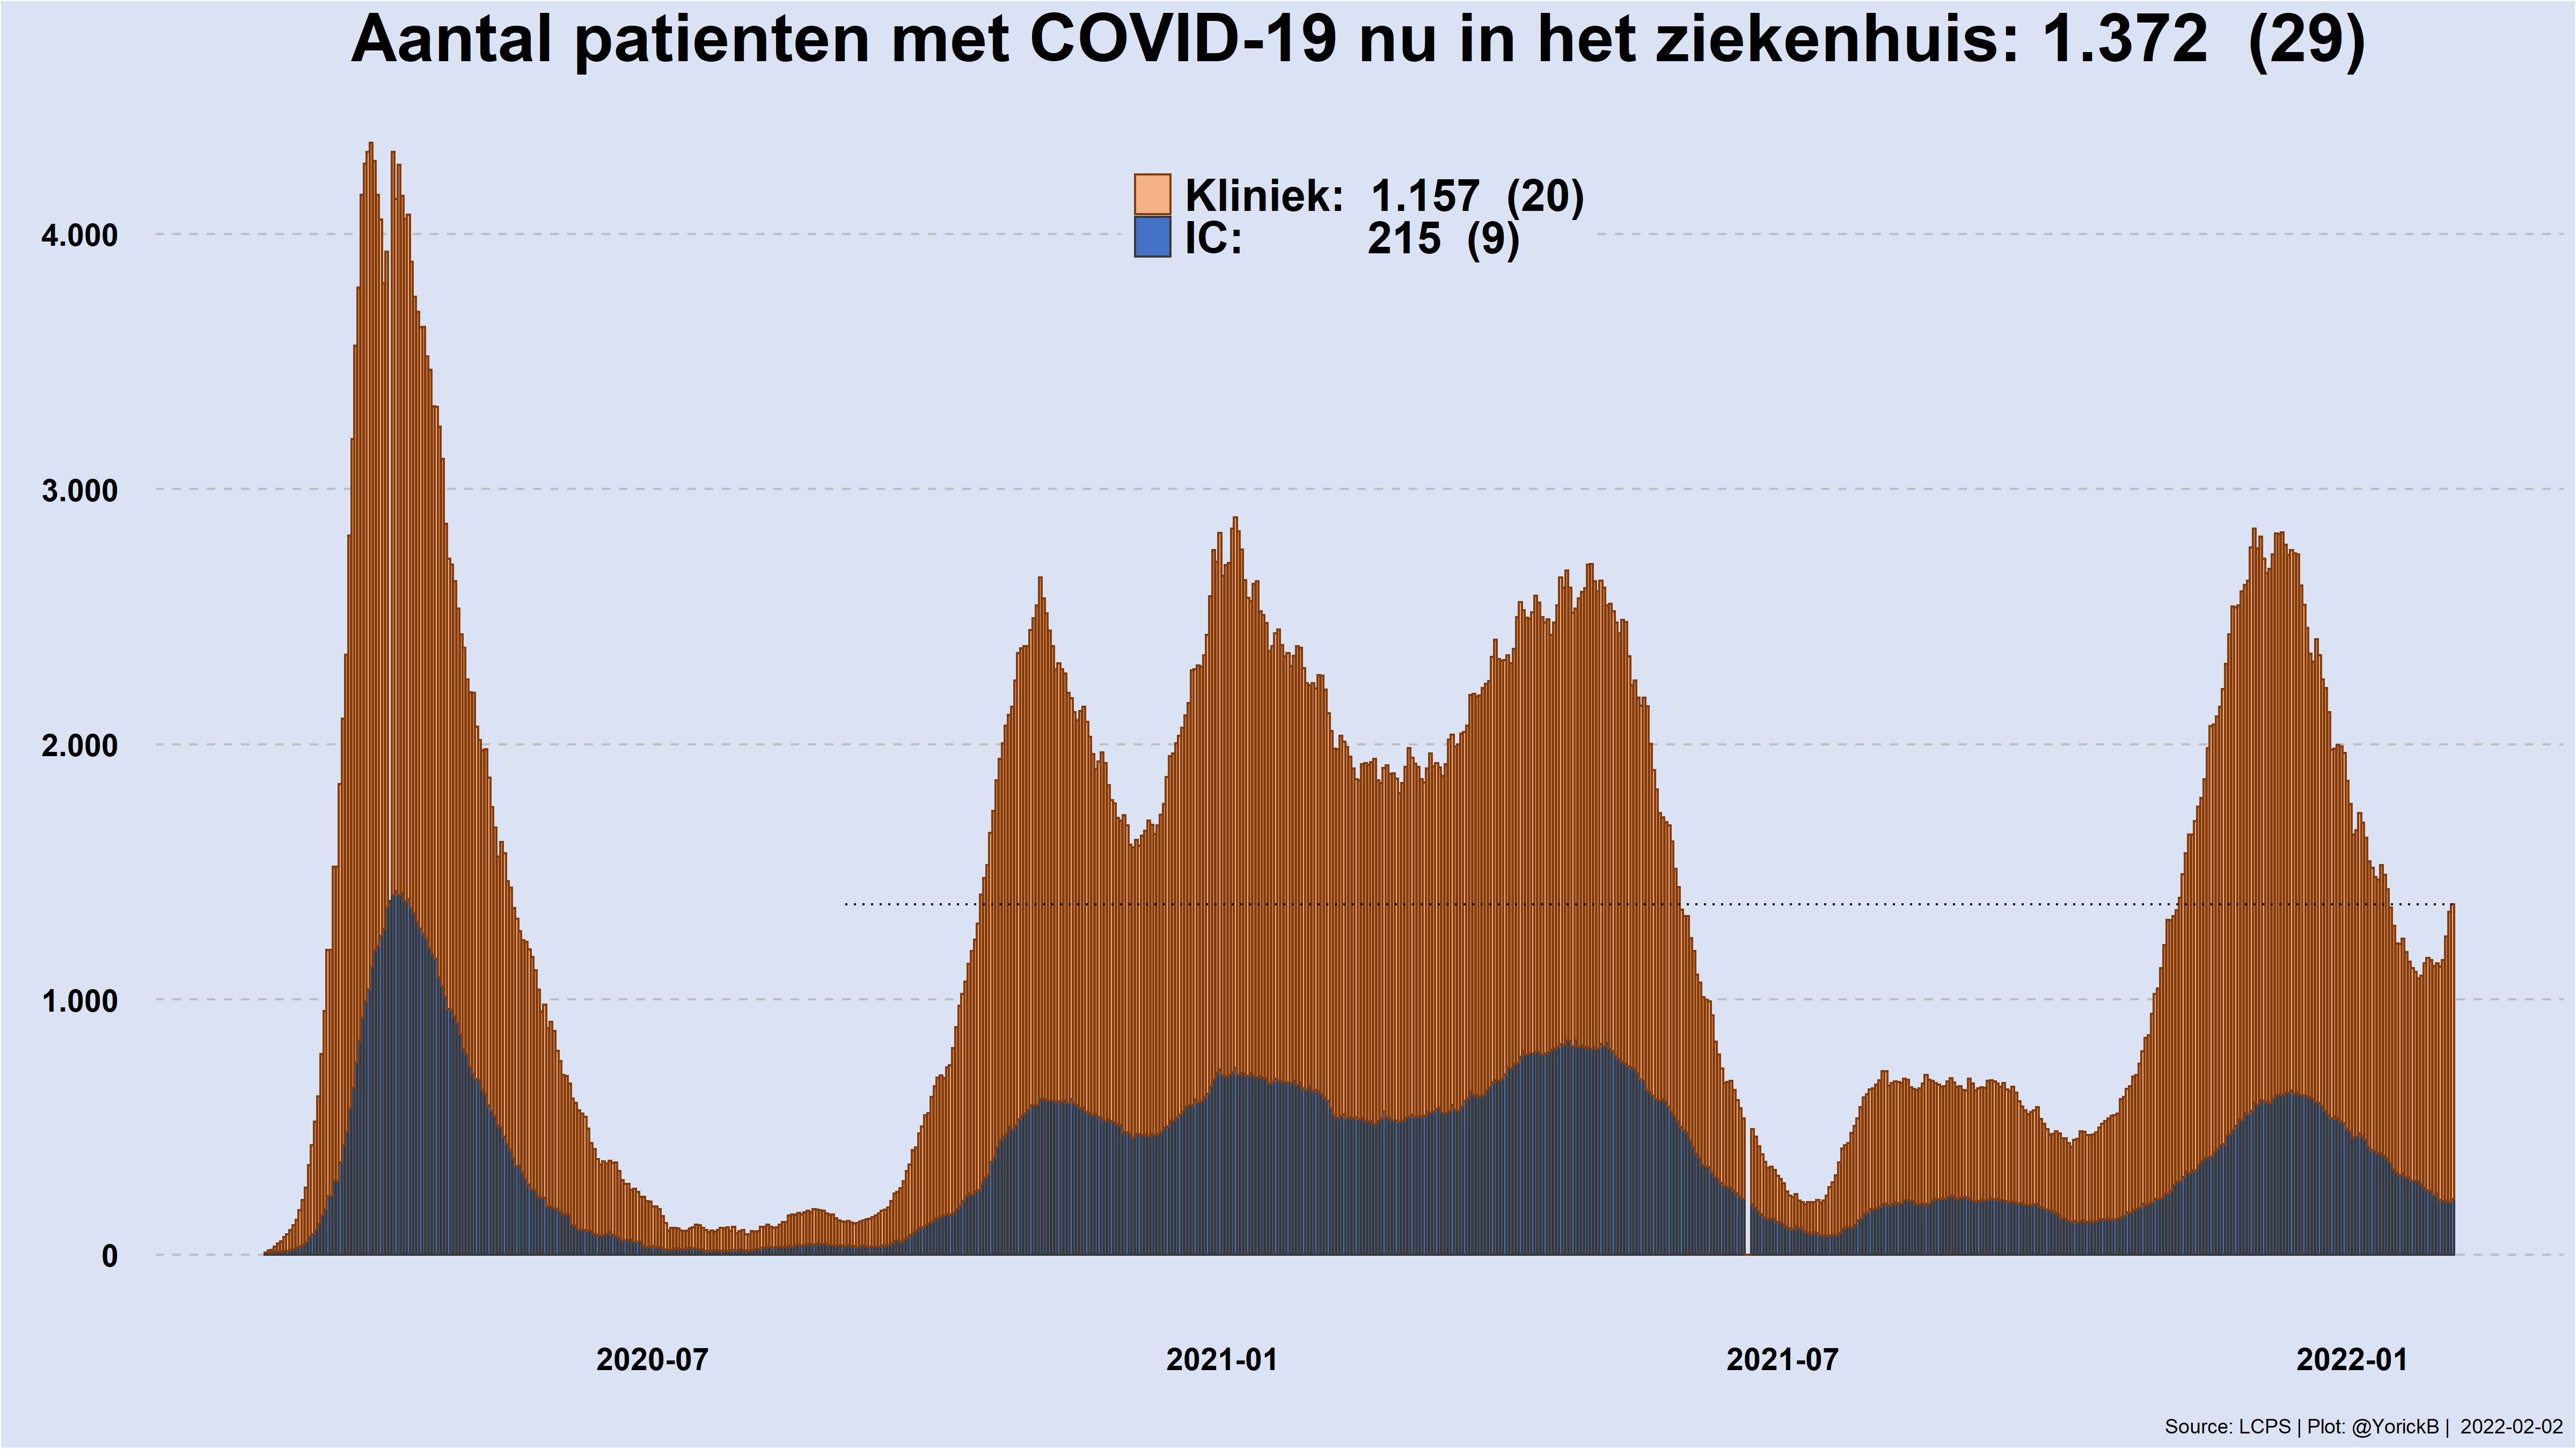 Aantal patienten met COVID-19 nu in het ziekenhuis: 1.372 (29)
Kliniek: 1.157 (20)
IC: 215 (9)
4.000
3.000
2.000
1.000
0
2020-07 2021-01 2021-07 2022-01
Source: LCPS | Plot: @YorickB | 2022-02-02